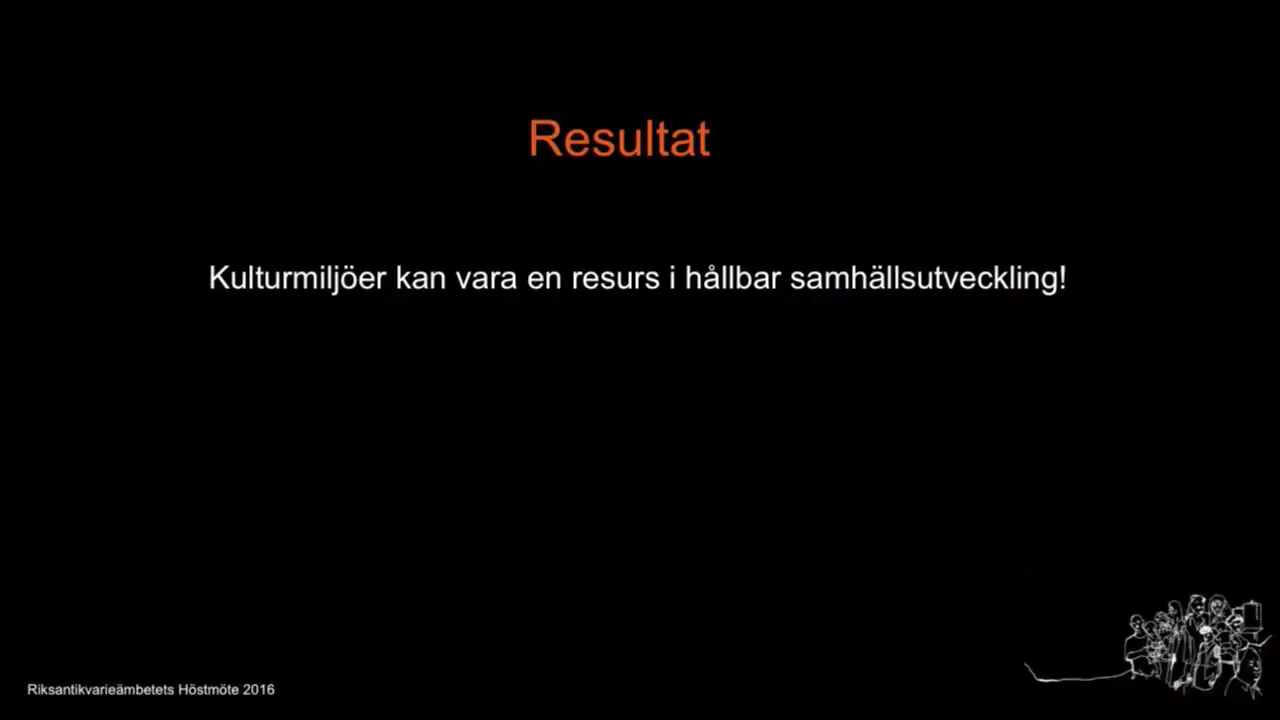 Resultat
Kulturmiljöer kan vara en resurs i hållbar samhällsutveckling!
Riksantikvarieämbetets Höstmöte 2016